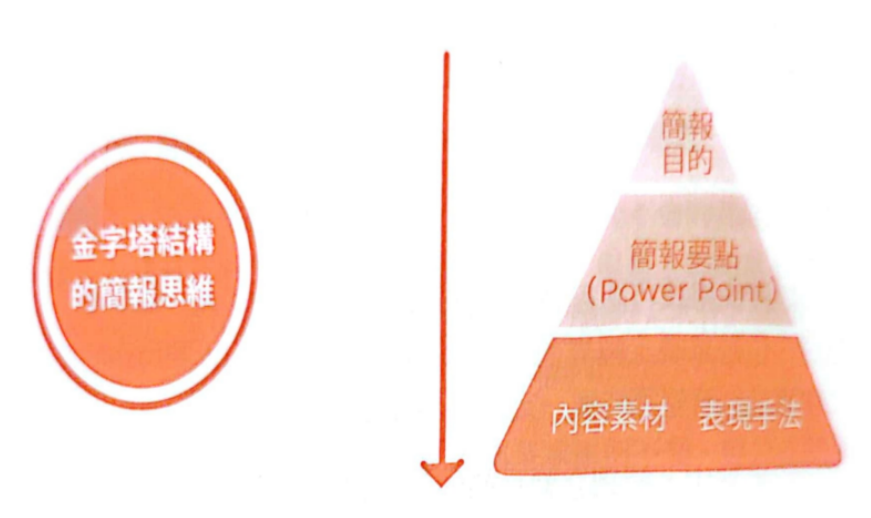 金字塔結構
的簡報思維
簡報
目的
簡報要點
(Power Point)
內容素材 表現手法